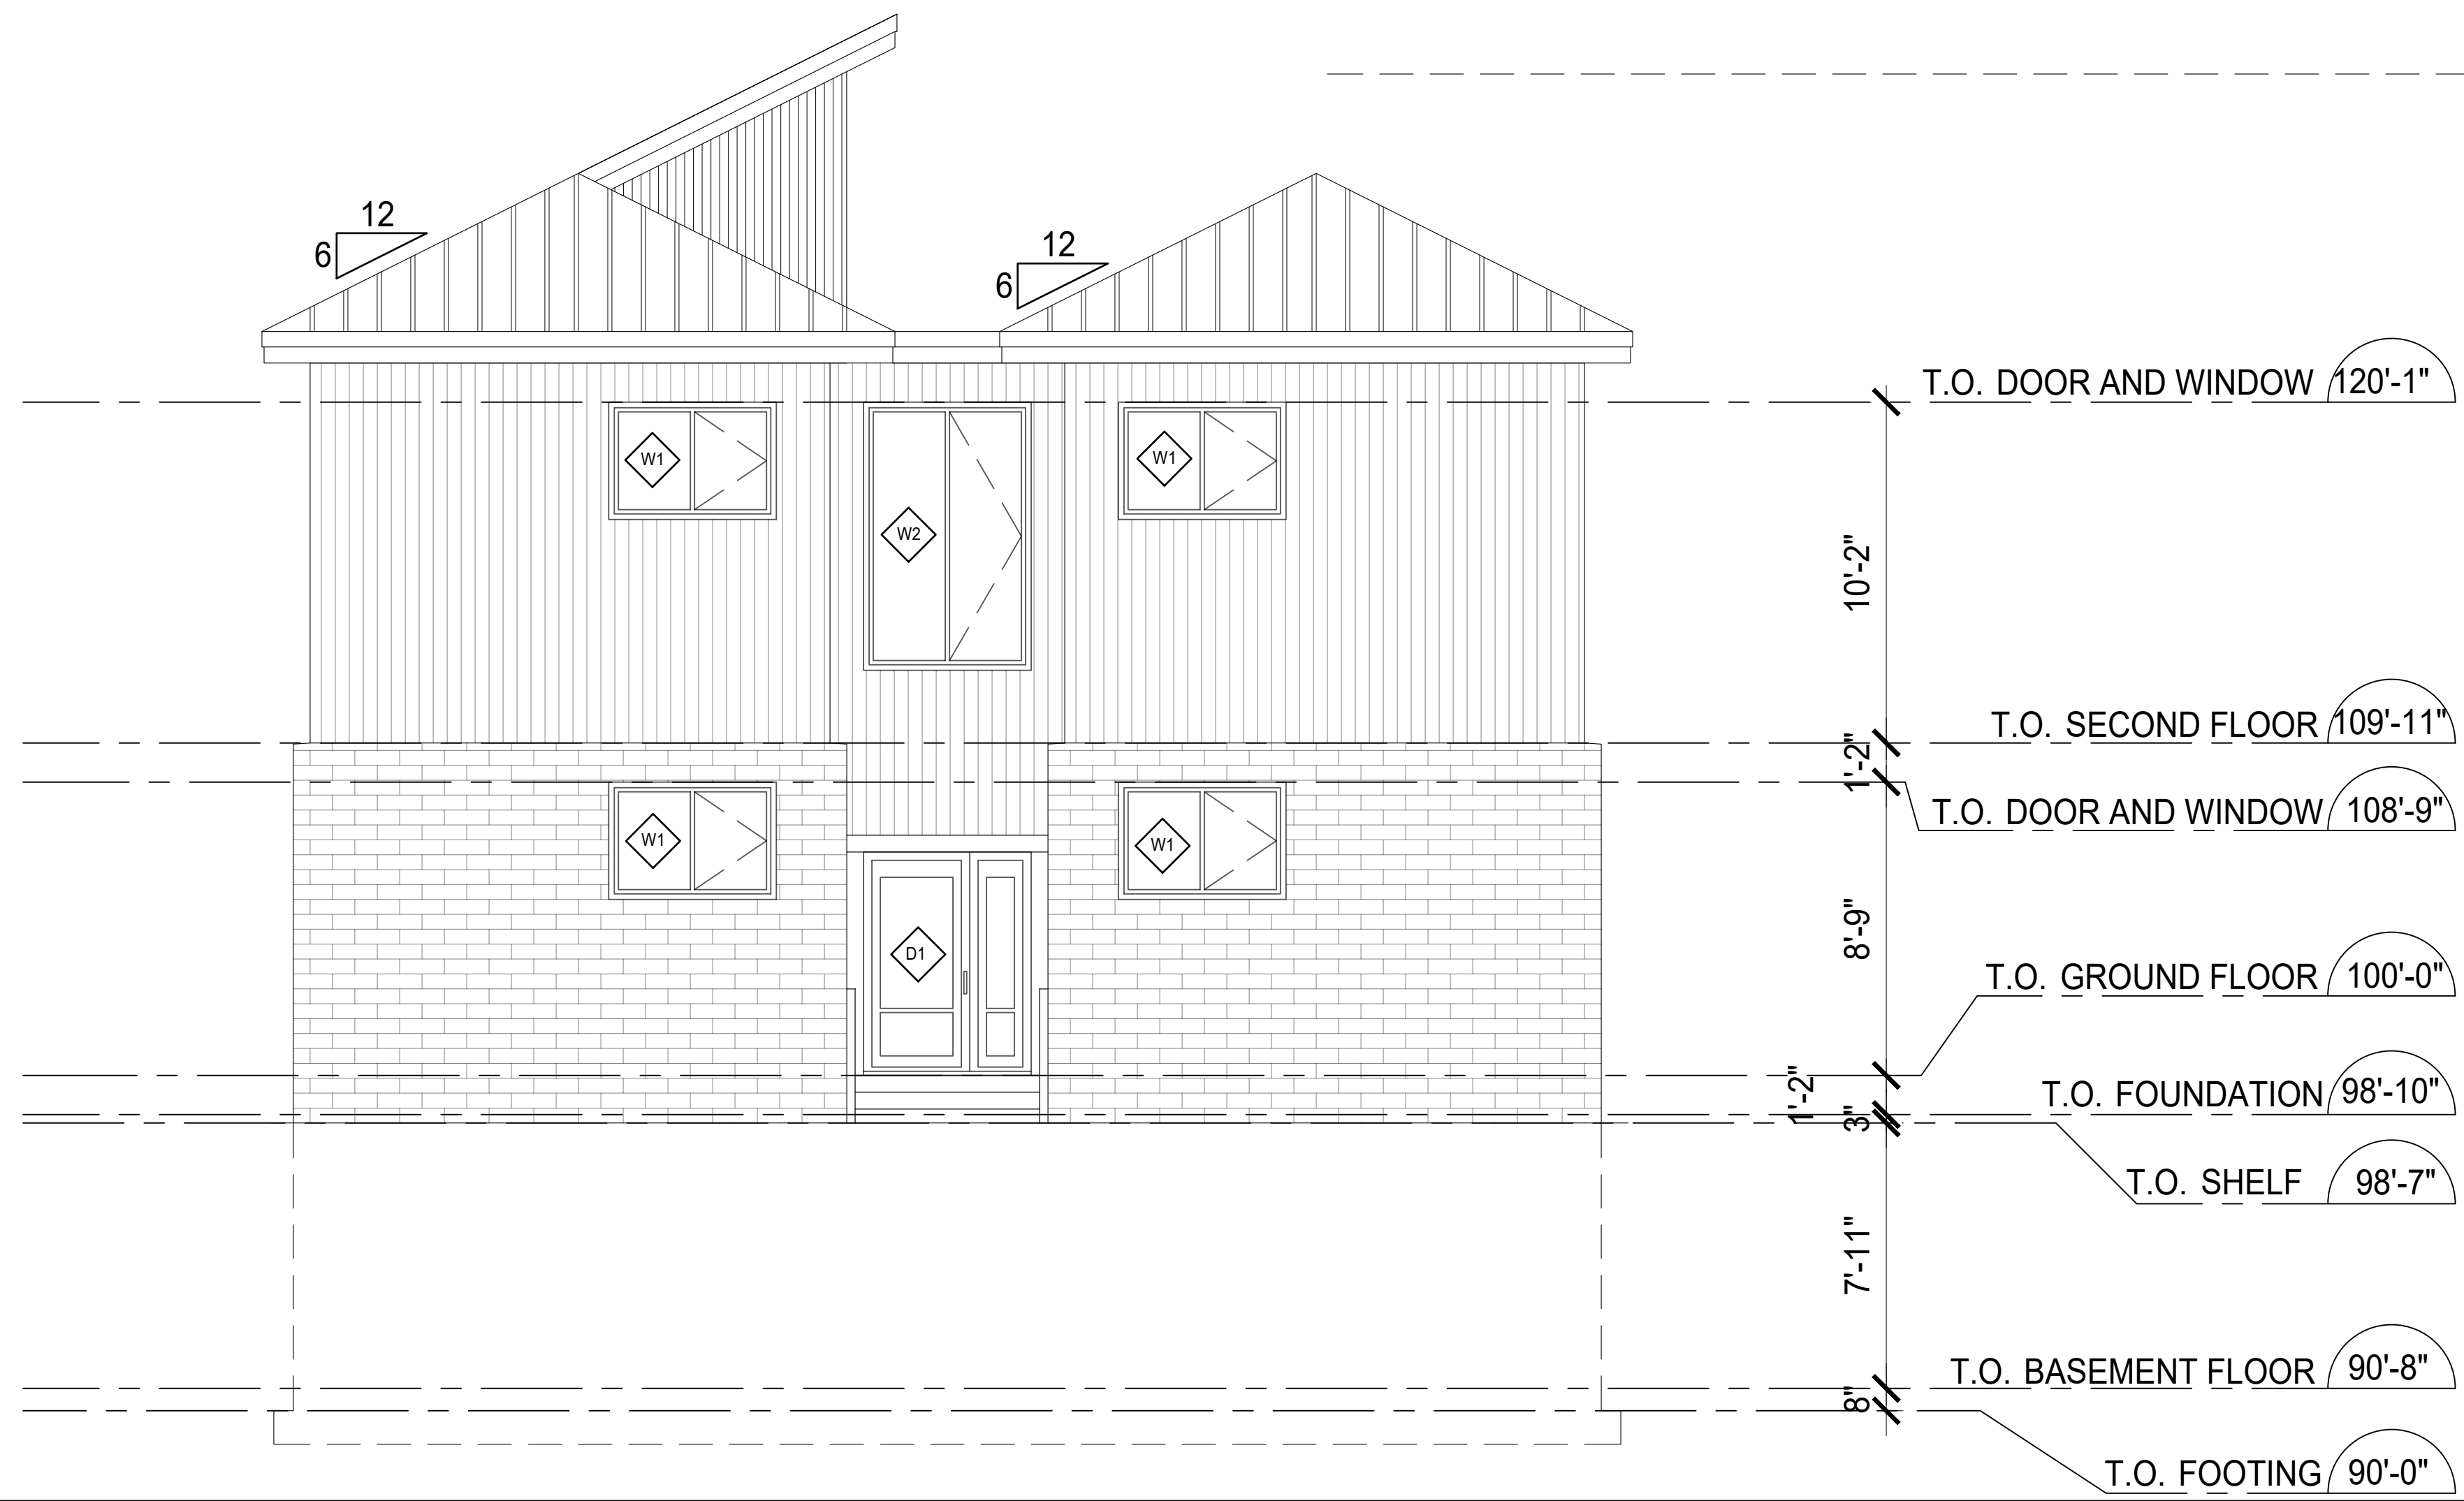 12
6
12
6
T.O. DOOR AND WINDOW 120'-1"
W1
W1
W2
10'-2"
T.O. SECOND FLOOR 109'-11"
1'-2"
T.O. DOOR AND WINDOW 108'-9"
W1
W1
8'-9"
D1
T.O. GROUND FLOOR 100'-0"
1'-2"
T.O. FOUNDATION 98'-10"
3"
T.O. SHELF 98'-7"
7'-11"
T.O. BASEMENT FLOOR 90'-8"
8"
T.O. FOOTING 90'-0"